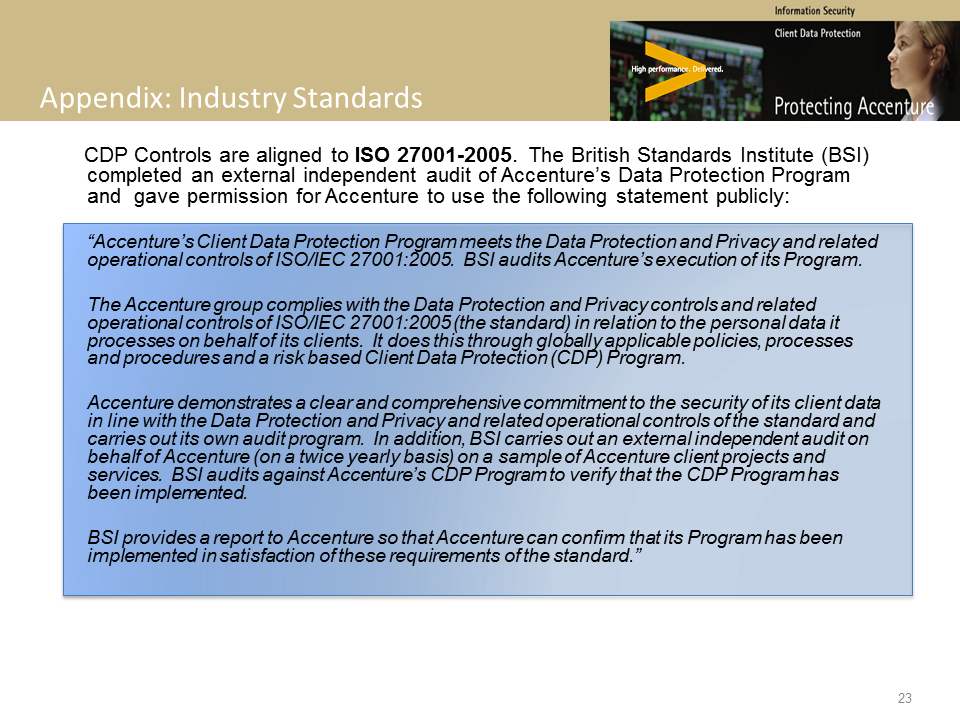 Information Security
Client Data Protection
High performance. Delivered.
Protecting Accenture
Appendix: Industry Standards
CDP Controls are aligned to ISO 27001-2005. The British Standards Institute (BSI)
completed an external independent audit of Accenture’s Data Protection Program
and gave permission for Accenture to use the following statement publicly:
“Accenture’s Client Data Protection Program meets the Data Protection and Privacy and related
operational controls of ISO/IEC 27001:2005. BSI audits Accenture’s execution of its Program.
The Accenture group complies with the Data Protection and Privacy controls and related
operational controls of ISO/IEC 27001:2005 (the standard) in relation to the personal data it
processes on behalf of its clients. It does this through globally applicable policies, processes
and procedures and a risk based Client Data Protection (CDP) Program.
Accenture demonstrates a clear and comprehensive commitment to the security of its client data
in line with the Data Protection and Privacy and related operational controls of the standard and
carries out its own audit program. In addition, BSI carries out an external independent audit on
behalf of Accenture (on a twice yearly basis) on a sample of Accenture client projects and
services. BSI audits against Accenture’s CDP Program to verify that the CDP Program has
been implemented.
BSI provides a report to Accenture so that Accenture can confirm that its Program has been
implemented in satisfaction of these requirements of the standard.”
23